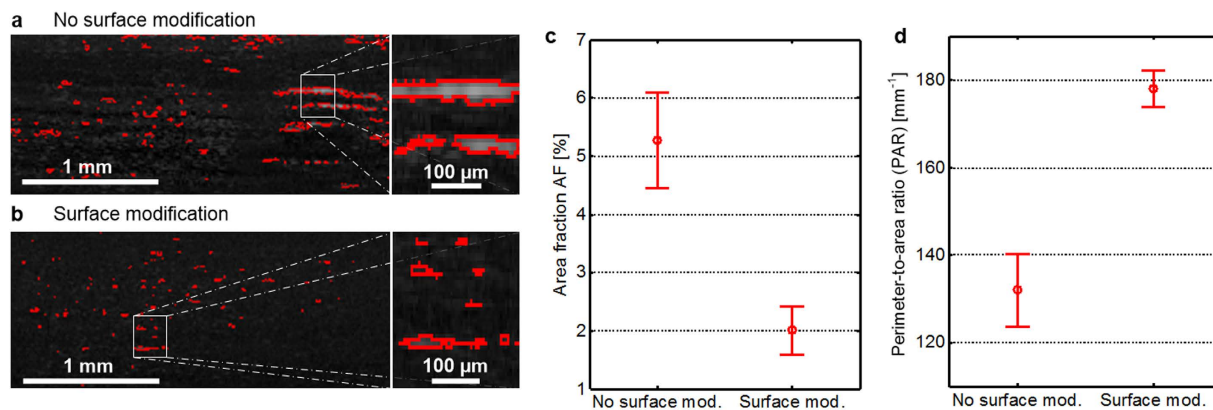 a No surface modification
1 mm
100 µm
b Surface modification
1 mm
100 µm
c
Area fraction AF [%]
7
6
5
4
3
2
1
No surface mod. Surface mod.
d
Perimeter-to-area ratio (PAR) [mm⁻¹]
180
160
140
120
No surface mod. Surface mod.